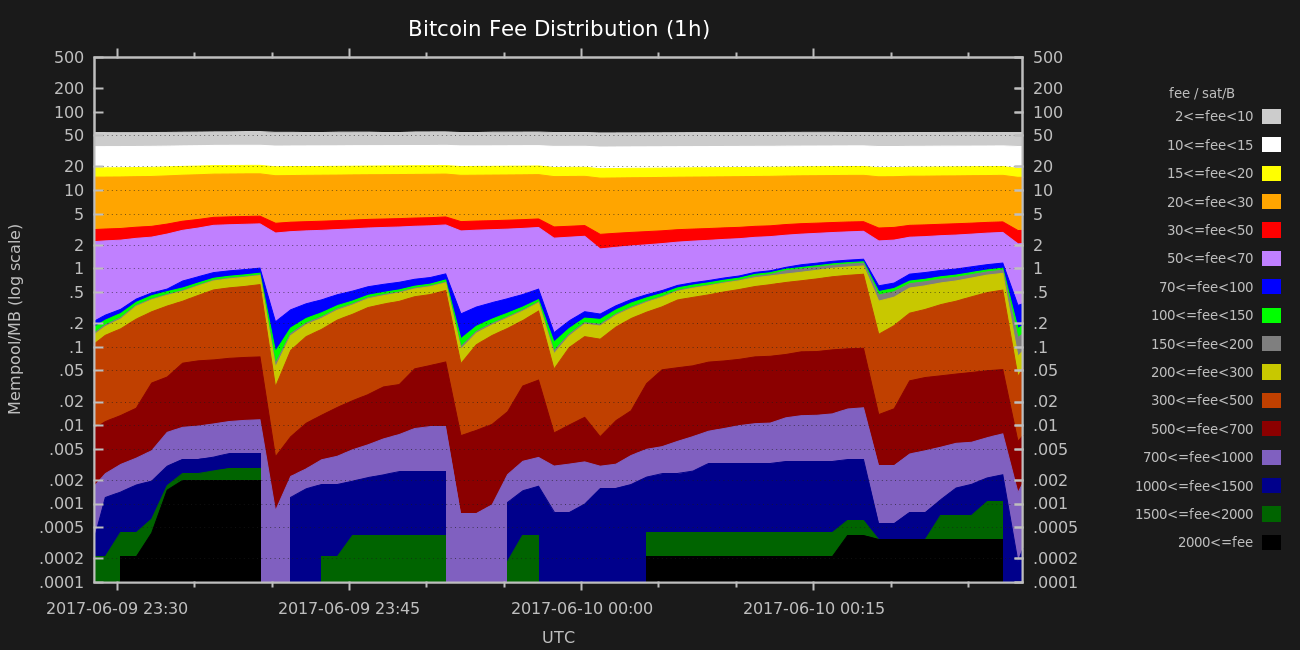 Bitcoin Fee Distribution (1h)
500
200
100
50
20
10
5
2
1
.5
.2
.1
.05
.02
.01
.005
.002
.001
.0005
.0002
.0001
Mempool/MB (log scale)
500
200
100
50
20
10
5
2
1
.5
.2
.1
.05
.02
.01
.005
.002
.001
.0005
.0002
.0001
fee / sat/B
2<=fee<10
10<=fee<15
15<=fee<20
20<=fee<30
30<=fee<50
50<=fee<70
70<=fee<100
100<=fee<150
150<=fee<200
200<=fee<300
300<=fee<500
500<=fee<700
700<=fee<1000
1000<=fee<1500
1500<=fee<2000
2000<=fee
2017-06-09 23:30 2017-06-09 23:45 2017-06-10 00:00 2017-06-10 00:15
UTC